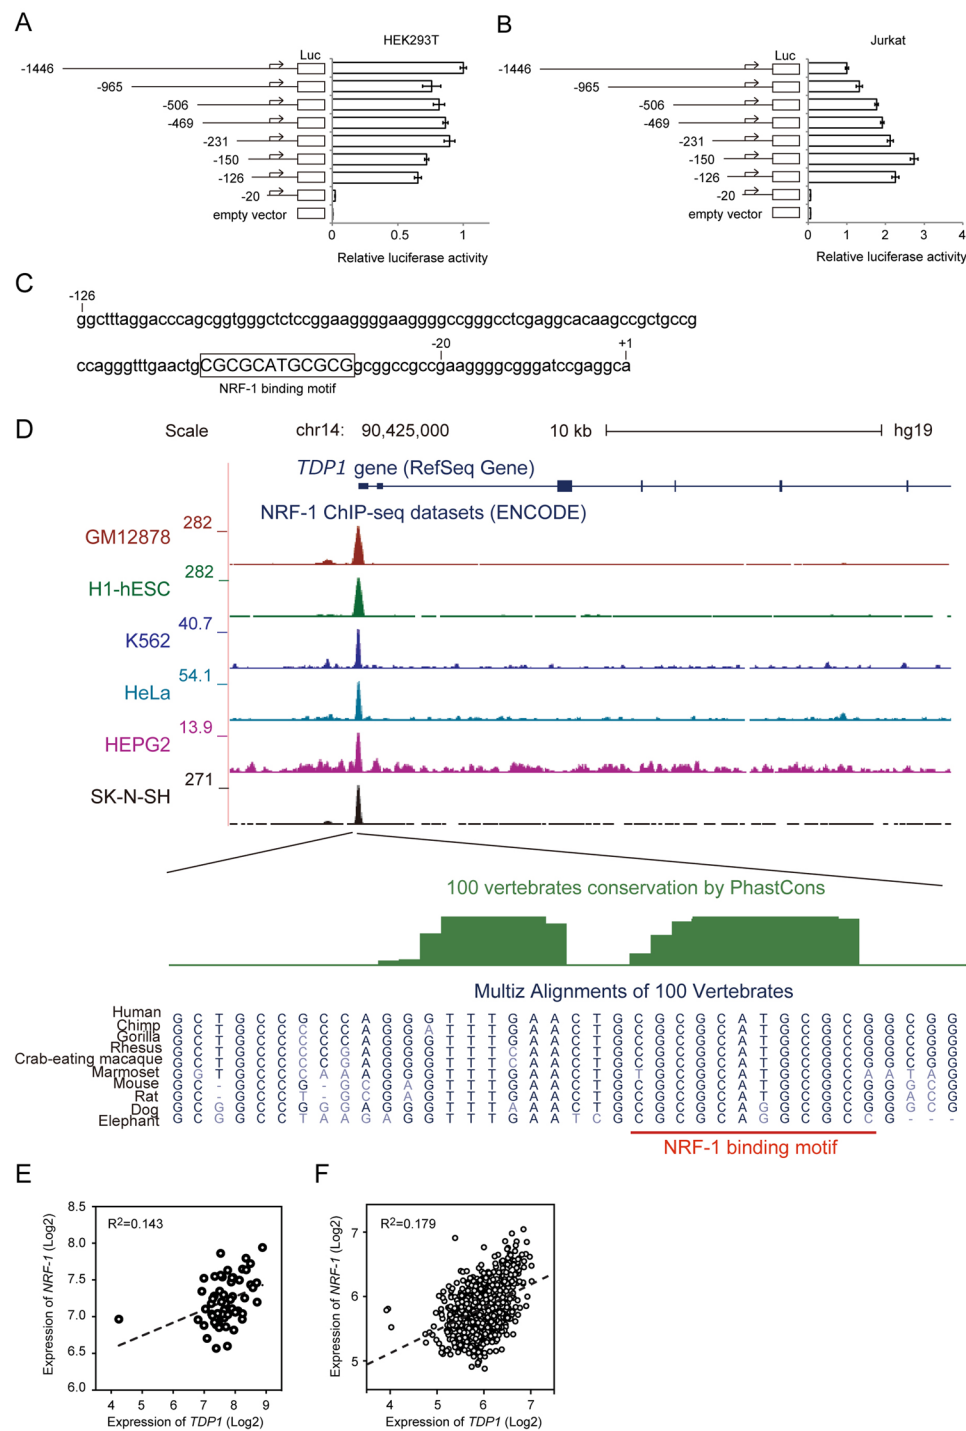 A
HEK293T
Luc
-1446
-965
-506
-469
-231
-150
-126
-20
empty vector
0 0.5 1
Relative luciferase activity
B
Jurkat
Luc
-1446
-965
-506
-469
-231
-150
-126
-20
empty vector
0 1 2 3 4
Relative luciferase activity
C
-126
ggctttaggacccagcggtgggctctccggaaggggaaggggccgggcctcgaggcacaagccgctgccg
-20 +1
ccagggtttgaactgCGCGCATGCGCGgcggccgccgaaggggcgggatccgaggca
NRF-1 binding motif
D
Scale chr14: 90,425,000 10 kb hg19
TDP1 gene (RefSeq Gene)
NRF-1 ChIP-seq datasets (ENCODE)
GM12878 282
H1-hESC 282
K562 40.7
HeLa 54.1
HEPG2 13.9
SK-N-SH 271
100 vertebrates conservation by PhastCons
Multiz Alignments of 100 Vertebrates
Human
Chimp
Gorilla
Rhesus
Crab-eating macaque
Marmoset
Mouse
Rat
Dog
Elephant
NRF-1 binding motif
E
R2=0.143
Expression of NRF-1 (Log2)
8.5
8.0
7.5
7.0
6.5
6.0
4 5 6 7 8 9
Expression of TDP1 (Log2)
F
R2=0.179
Expression of NRF-1 (Log2)
7
6
5
4 5 6 7
Expression of TDP1 (Log2)